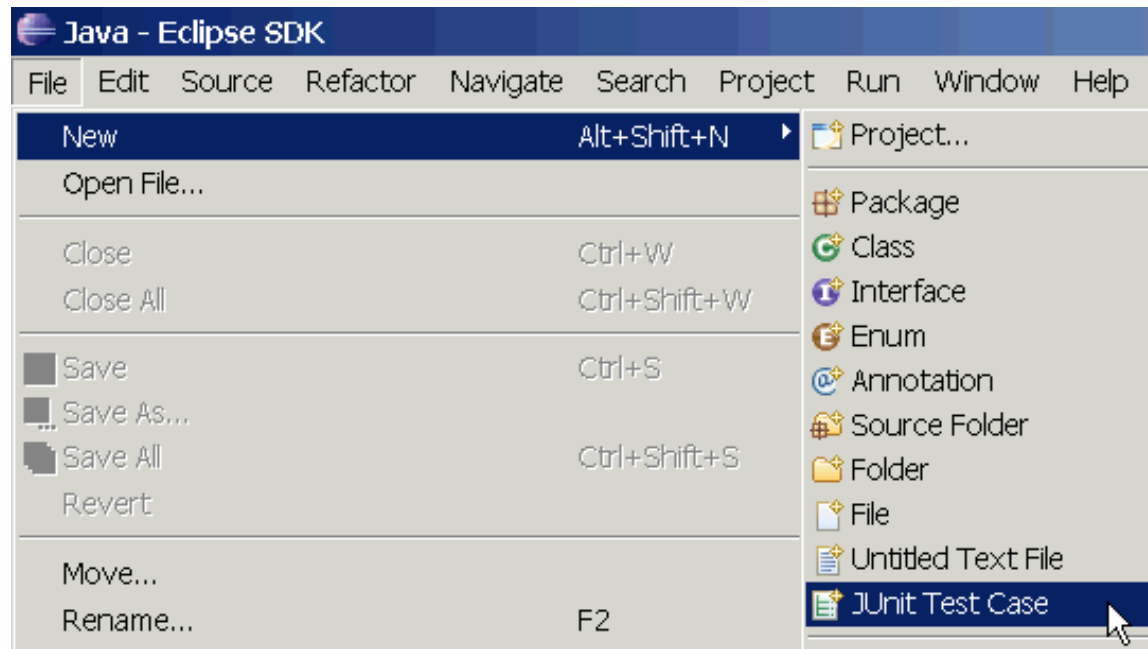 Java - Eclipse SDK
File Edit Source Refactor Navigate Search Project Run Window Help
New Alt+Shift+N
Open File...
Close Ctrl+W
Close All Ctrl+Shift+W
Save Ctrl+S
Save As...
Save All Ctrl+Shift+S
Revert
Move...
Rename... F2
Project...
Package
Class
Interface
Enum
Annotation
Source Folder
Folder
File
Untitled Text File
JUnit Test Case